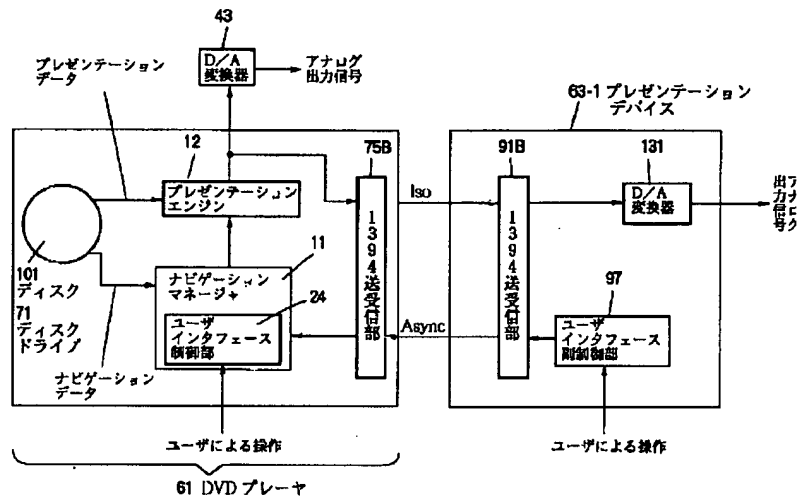 43
D/A
変換器
アナログ
出力信号
プレゼンテーション
データ
63-1 プレゼンテーション
デバイス
12
プレゼンテーション
エンジン
75B
1394送受信部
Iso
91B
1394送受信部
131
D/A
変換器
アナログ
出力信号
101
ディスク
71
ディスク
ドライブ
11
ナビゲーション
マネージャ
24
ユーザ
インタフェース
制御部
Async
97
ユーザ
インタフェース
副制御部
ナビゲーション
データ
ユーザによる操作
ユーザによる操作
61 DVD プレーヤ